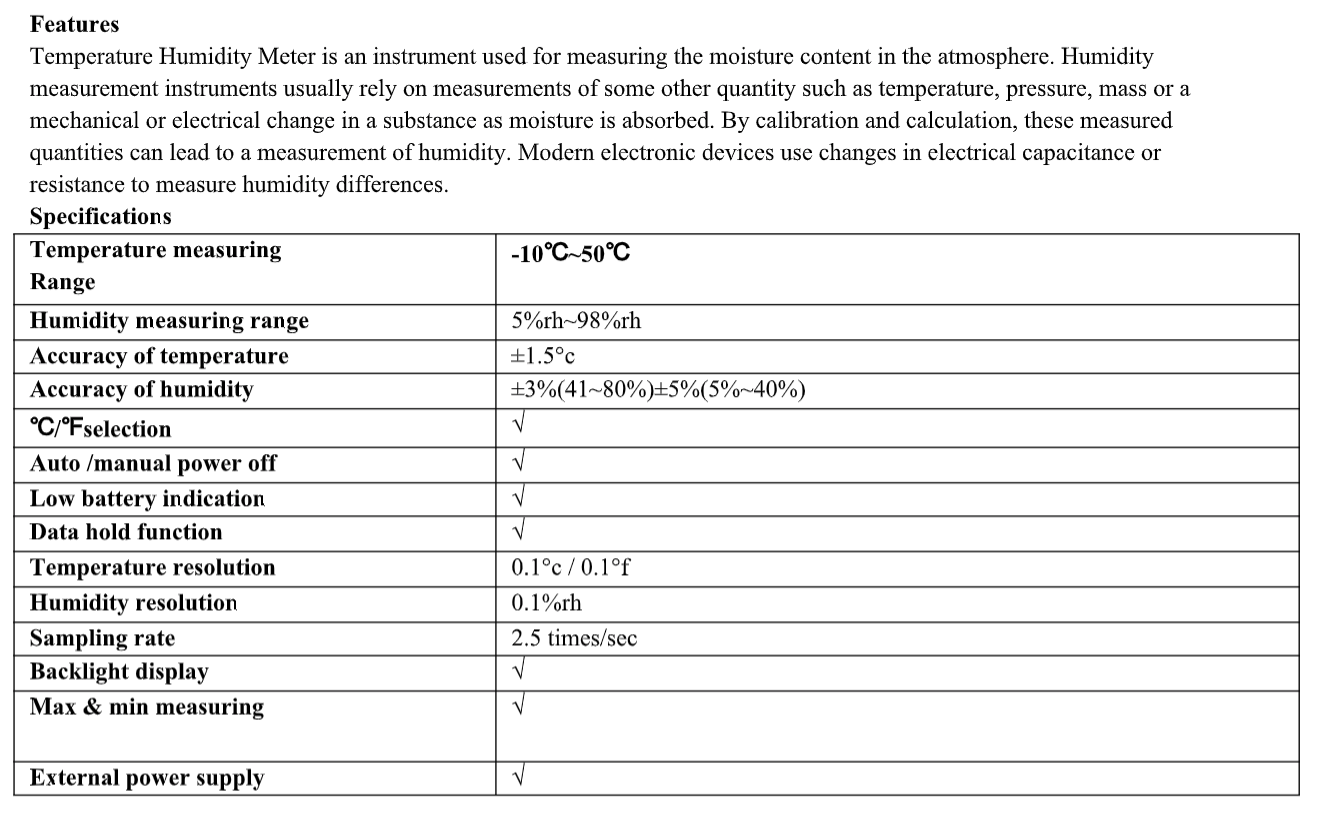 Features
Temperature Humidity Meter is an instrument used for measuring the moisture content in the atmosphere. Humidity
measurement instruments usually rely on measurements of some other quantity such as temperature, pressure, mass or a
mechanical or electrical change in a substance as moisture is absorbed. By calibration and calculation, these measured
quantities can lead to a measurement of humidity. Modern electronic devices use changes in electrical capacitance or
resistance to measure humidity differences.
Specifications
Temperature measuring
Range
-10℃~50℃
Humidity measuring range
5%rh~98%rh
Accuracy of temperature
±1.5°c
Accuracy of humidity
±3%(41~80%)±5%(5%~40%)
℃/℉selection
√
Auto /manual power off
√
Low battery indication
√
Data hold function
√
Temperature resolution
0.1°c / 0.1°f
Humidity resolution
0.1%rh
Sampling rate
2.5 times/sec
Backlight display
√
Max & min measuring
√
External power supply
√